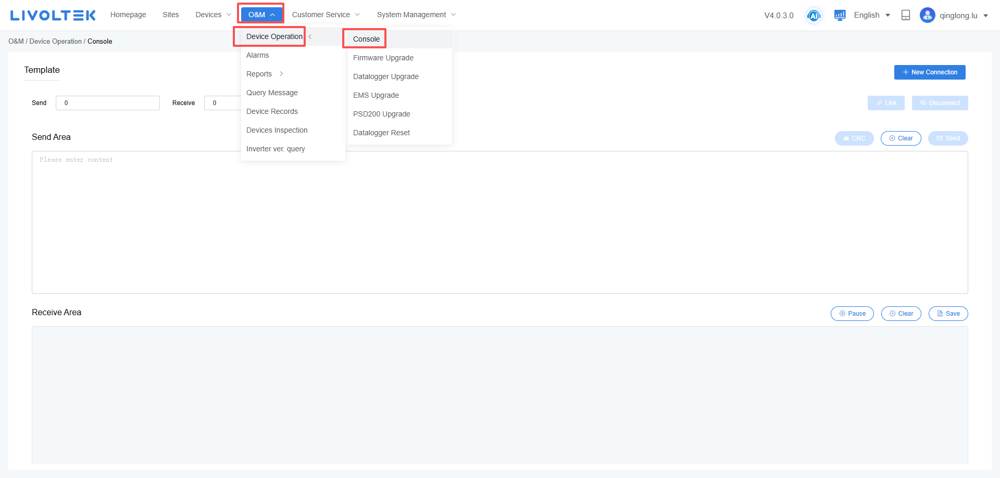 LIVOLTEK Homepage Sites Devices O&M Customer Service System Management V4.0.3.0 AI English qinglong.lu
O&M / Device Operation / Console
Device Operation
Alarms
Reports
Query Message
Device Records
Devices Inspection
Inverter ver. query
Console
Firmware Upgrade
Datalogger Upgrade
EMS Upgrade
PSD200 Upgrade
Datalogger Reset
Template
New Connection
Send 0 Receive 0
Link Disconnect
Send Area
CRC Clear Send
Please enter content
Receive Area
Pause Clear Save